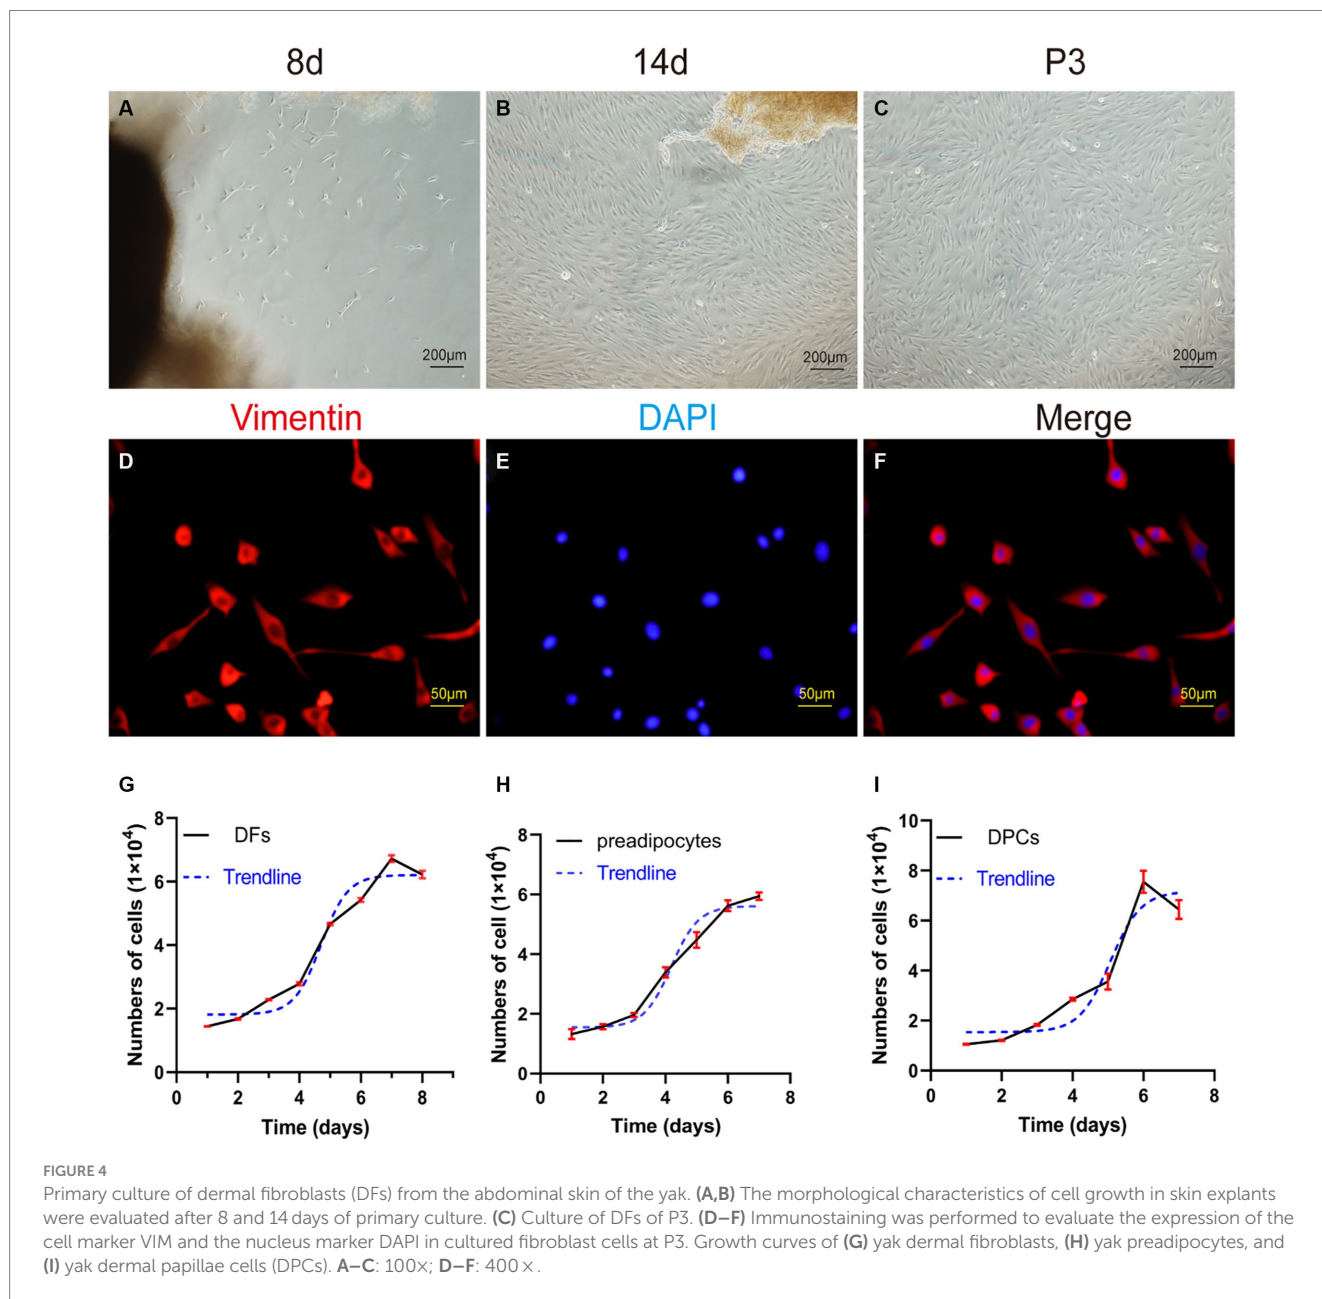 8d 14d P3
A B C
200µm 200µm 200µm
Vimentin DAPI Merge
D E F
50µm 50µm 50µm
G
8
6
4
2
0
0 2 4 6 8
Numbers of cells (1×10⁴)
Time (days)
DFs
Trendline
H
8
6
4
2
0
0 2 4 6 8
Numbers of cell (1×10⁴)
Time (days)
preadipocytes
Trendline
I
10
8
6
4
2
0
0 2 4 6 8
Numbers of cells (1×10⁴)
Time (days)
DPCs
Trendline
FIGURE 4
Primary culture of dermal fibroblasts (DFs) from the abdominal skin of the yak. (A,B) The morphological characteristics of cell growth in skin explants
were evaluated after 8 and 14 days of primary culture. (C) Culture of DFs of P3. (D–F) Immunostaining was performed to evaluate the expression of the
cell marker VIM and the nucleus marker DAPI in cultured fibroblast cells at P3. Growth curves of (G) yak dermal fibroblasts, (H) yak preadipocytes, and
(I) yak dermal papillae cells (DPCs). A–C: 100×; D–F: 400×.